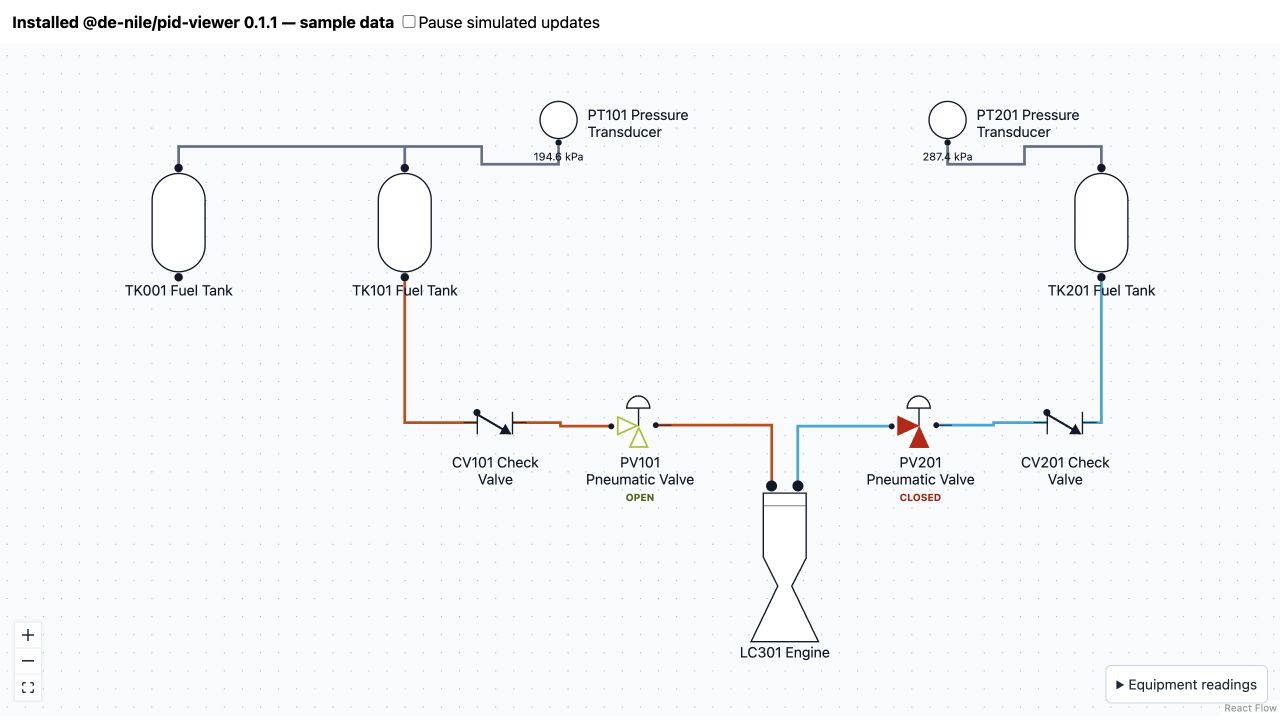 Installed @de-nile/pid-viewer 0.1.1 — sample data Pause simulated updates
PT101 Pressure
Transducer
194.6 kPa
PT201 Pressure
Transducer
287.4 kPa
TK001 Fuel Tank
TK101 Fuel Tank
TK201 Fuel Tank
CV101 Check
Valve
PV101
Pneumatic Valve
OPEN
PV201
Pneumatic Valve
CLOSED
CV201 Check
Valve
LC301 Engine
Equipment readings
React Flow